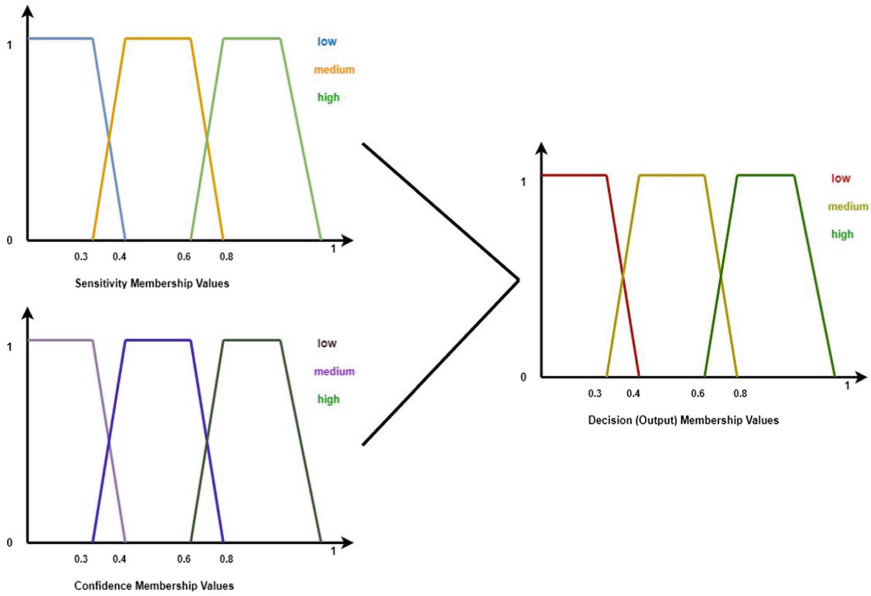 1
low
medium
high
0
0.3 0.4 0.6 0.8 1
Sensitivity Membership Values
1
low
medium
high
0
0.3 0.4 0.6 0.8 1
Confidence Membership Values
1
low
medium
high
0
0.3 0.4 0.6 0.8 1
Decision (Output) Membership Values